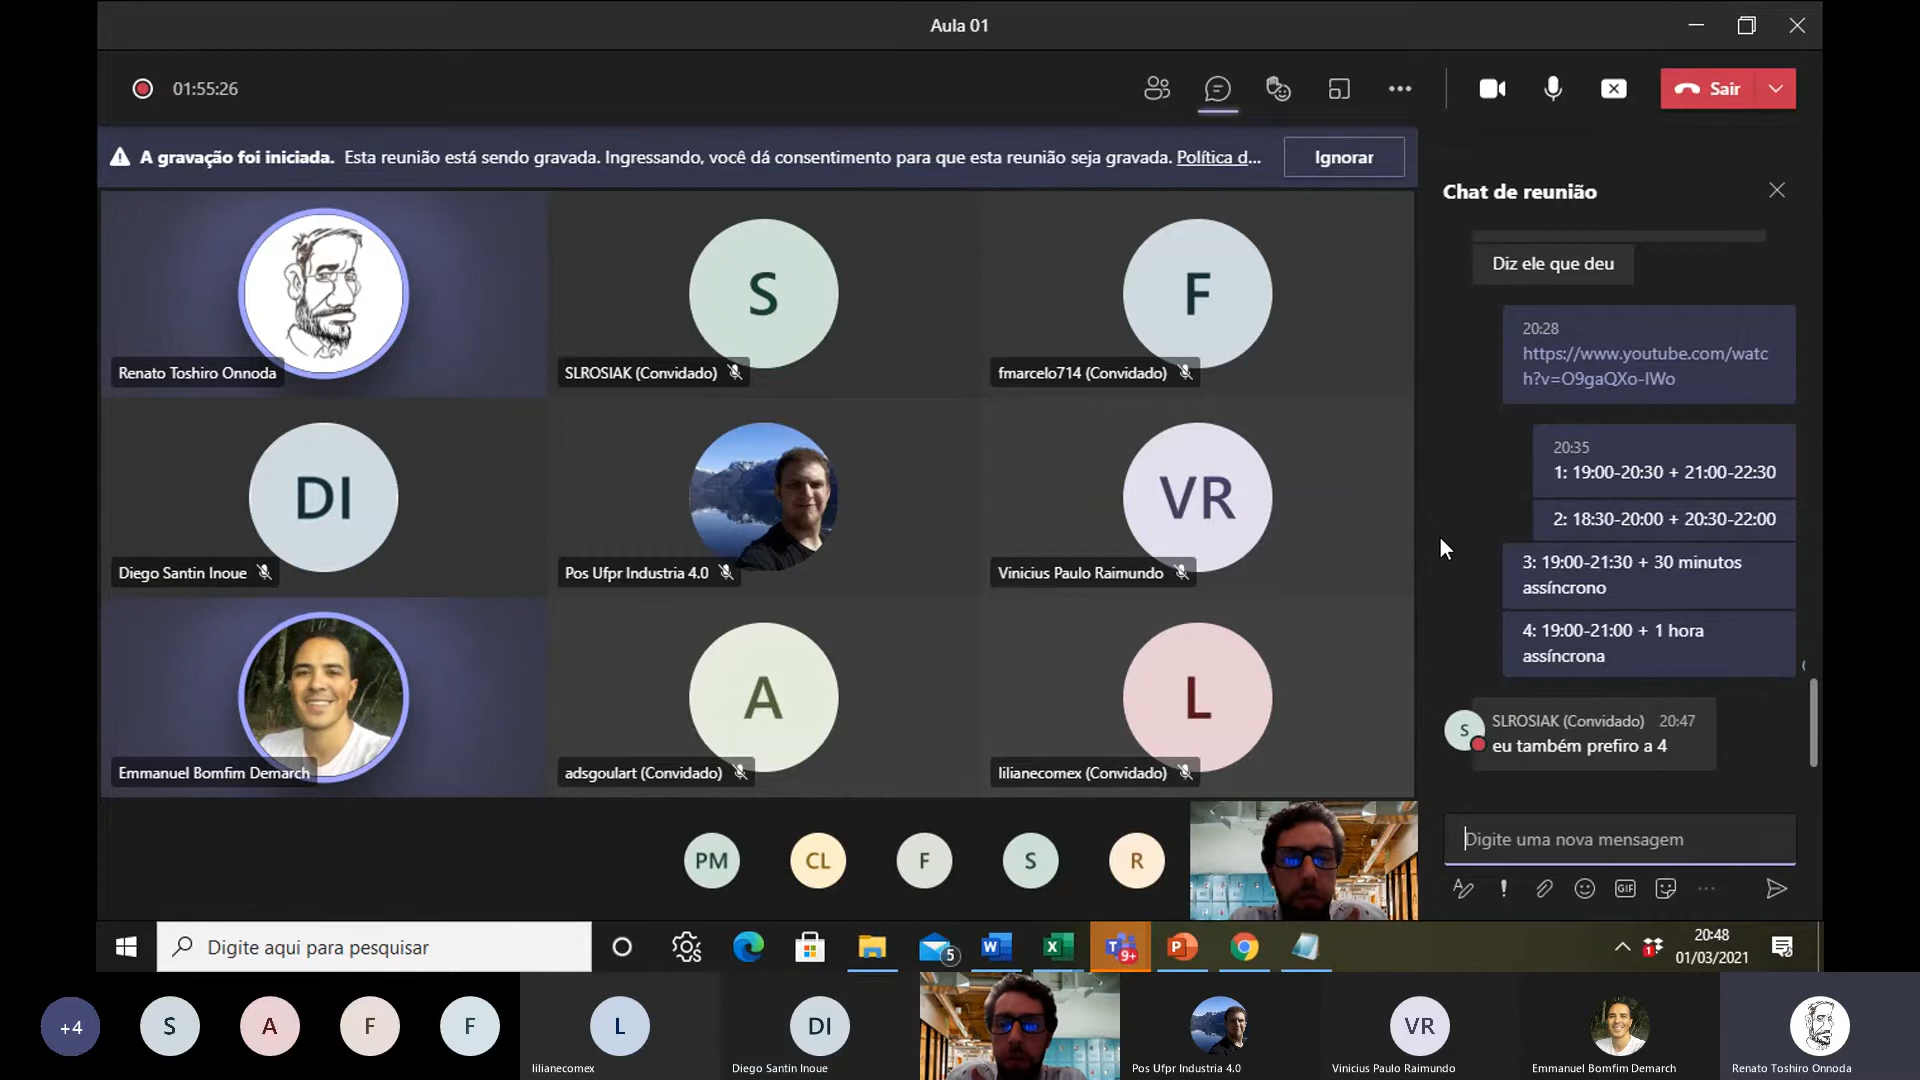 Aula 01
01:55:26
Sair
A gravação foi iniciada. Esta reunião está sendo gravada. Ingressando, você dá consentimento para que esta reunião seja gravada. Política d...
Ignorar
Chat de reunião
Diz ele que deu
20:28
https://www.youtube.com/watc
h?v=O9gaQXo-IWo
20:35
1: 19:00-20:30 + 21:00-22:30
2: 18:30-20:00 + 20:30-22:00
3: 19:00-21:30 + 30 minutos
assíncrono
4: 19:00-21:00 + 1 hora
assíncrona
S
SLROSIAK (Convidado) 20:47
eu também prefiro a 4
Digite uma nova mensagem
GIF
Renato Toshiro Onnoda
S
SLROSIAK (Convidado)
F
fmarcelo714 (Convidado)
DI
Diego Santin Inoue
Pos Ufpr Industria 4.0
VR
Vinicius Paulo Raimundo
Emmanuel Bomfim Demarch
A
adsgoulart (Convidado)
L
lilianecomex (Convidado)
PM
CL
F
S
R
Digite aqui para pesquisar
5
W
X
T
9+
P
1
20:48
01/03/2021
+4
S
A
F
F
L
lilianecomex
DI
Diego Santin Inoue
Pos Ufpr Industria 4.0
VR
Vinicius Paulo Raimundo
Emmanuel Bomfim Demarch
Renato Toshiro Onnoda